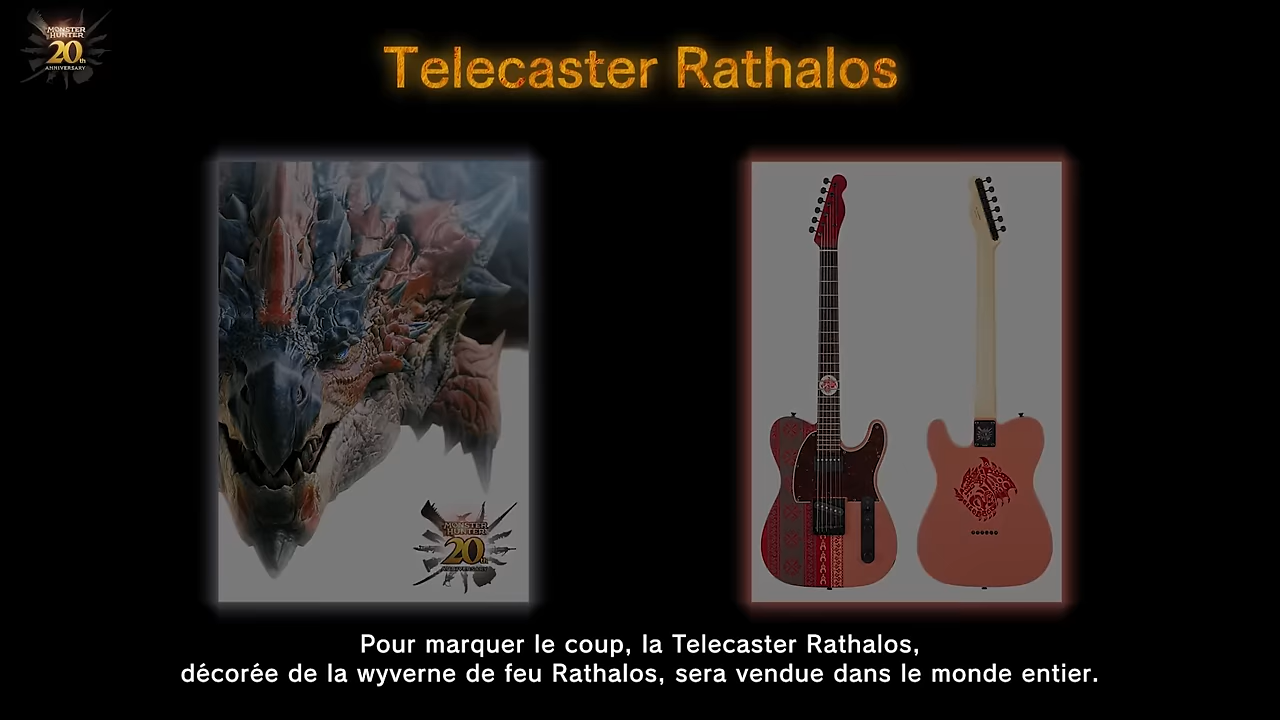 MONSTER
HUNTER
20th
ANNIVERSARY
Telecaster Rathalos
MONSTER
HUNTER
20th
ANNIVERSARY
Pour marquer le coup, la Telecaster Rathalos,
décorée de la wyverne de feu Rathalos, sera vendue dans le monde entier.